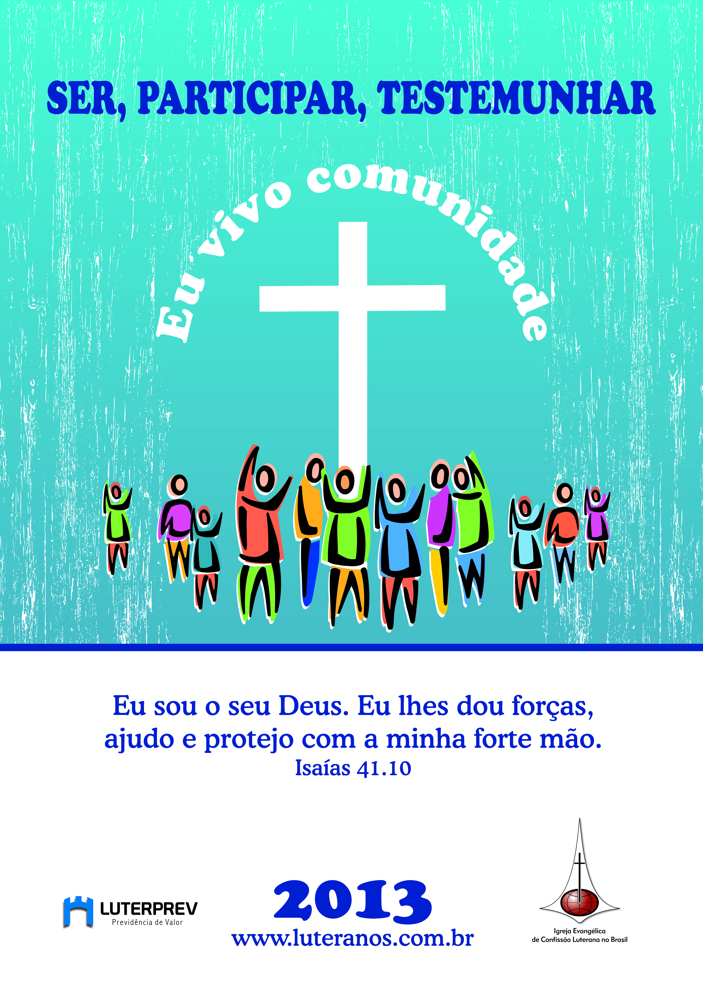 SER, PARTICIPAR, TESTEMUNHAR
Eu vivo comunidade
Eu sou o seu Deus. Eu lhes dou forças,
ajudo e protejo com a minha forte mão.
Isaías 41.10
LUTERPREV
Previdência de Valor
2013
www.luteranos.com.br
Igreja Evangélica
de Confissão Luterana no Brasil